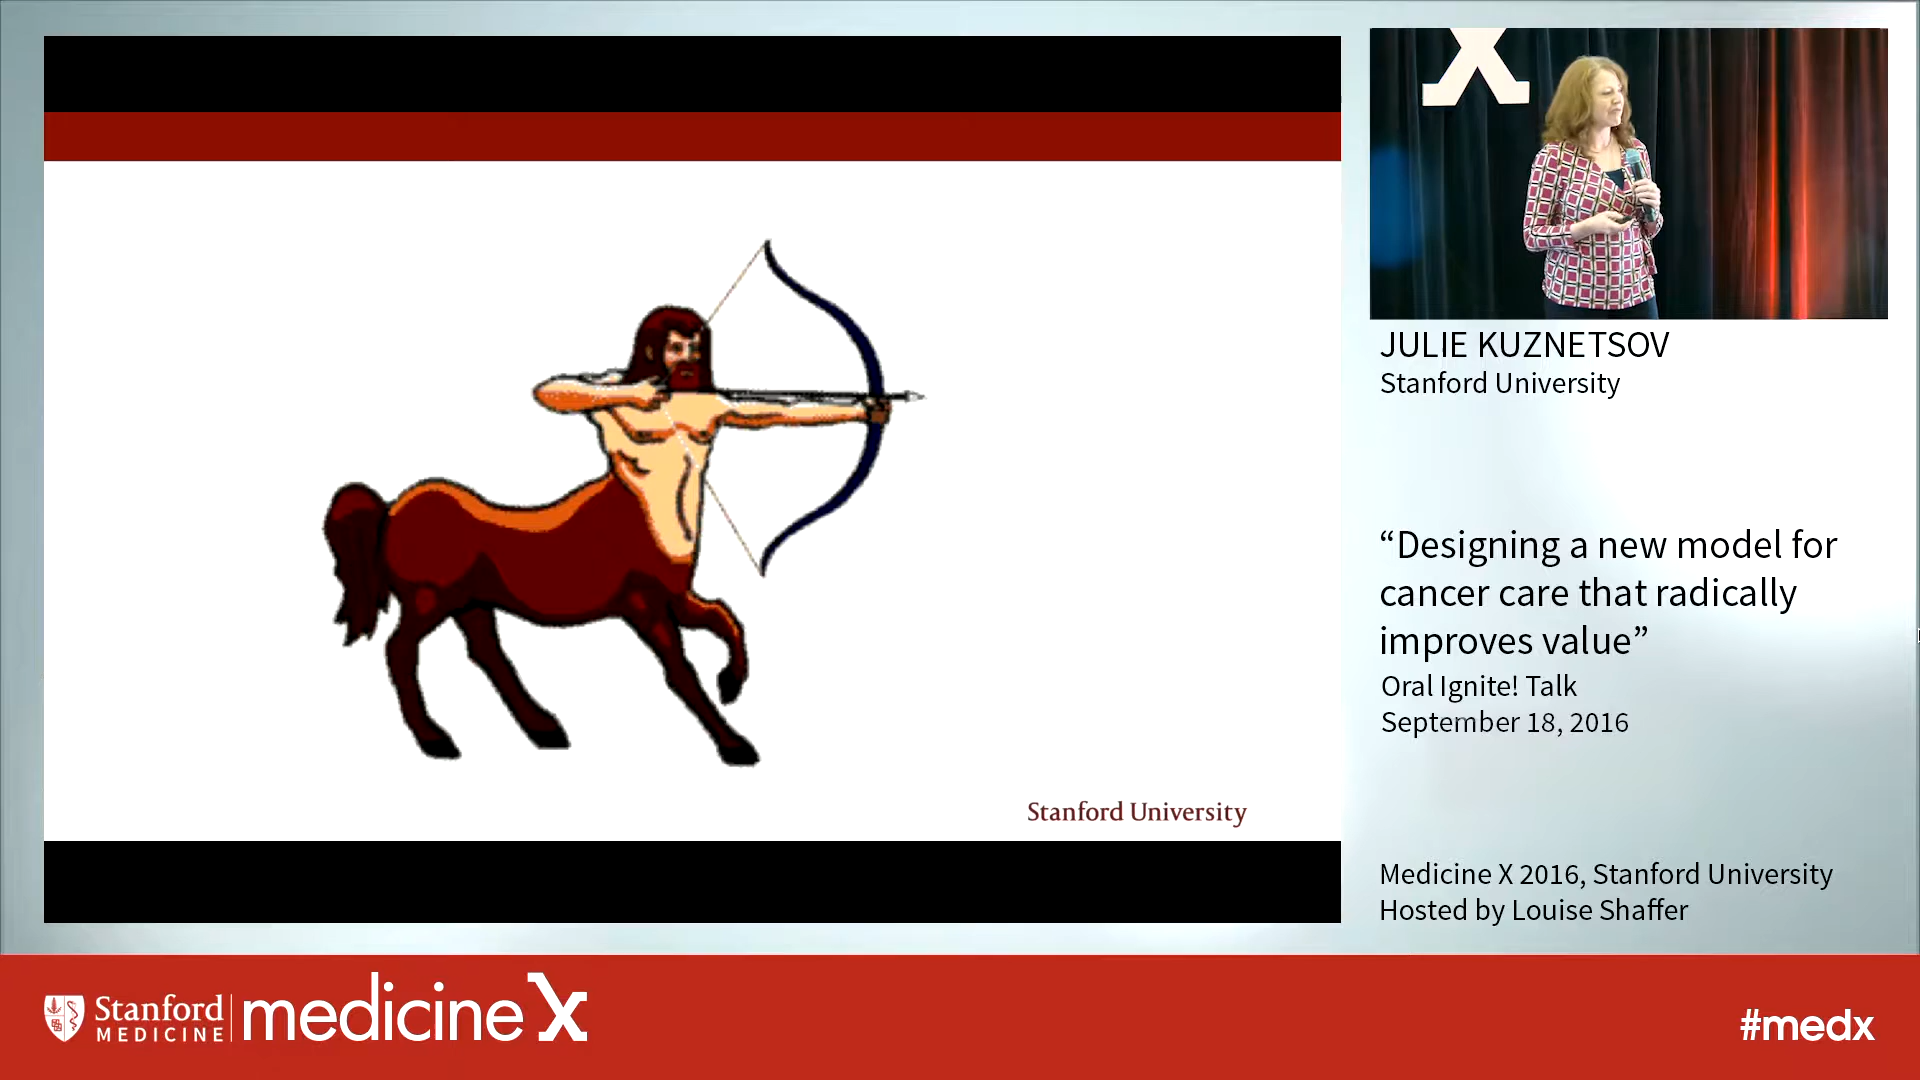 Stanford University
X
JULIE KUZNETSOV
Stanford University
“Designing a new model for
cancer care that radically
improves value”
Oral Ignite! Talk
September 18, 2016
Medicine X 2016, Stanford University
Hosted by Louise Shaffer
Stanford
MEDICINE
medicine X
#medx